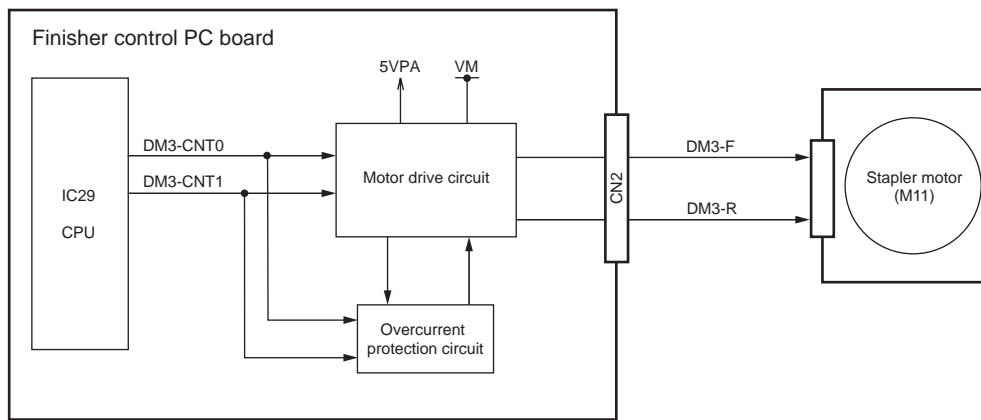 Finisher control PC board
5VPA
VM
DM3-CNT0
DM3-CNT1
IC29
CPU
Motor drive circuit
CN2
DM3-F
DM3-R
Stapler motor
(M11)
Overcurrent
protection circuit